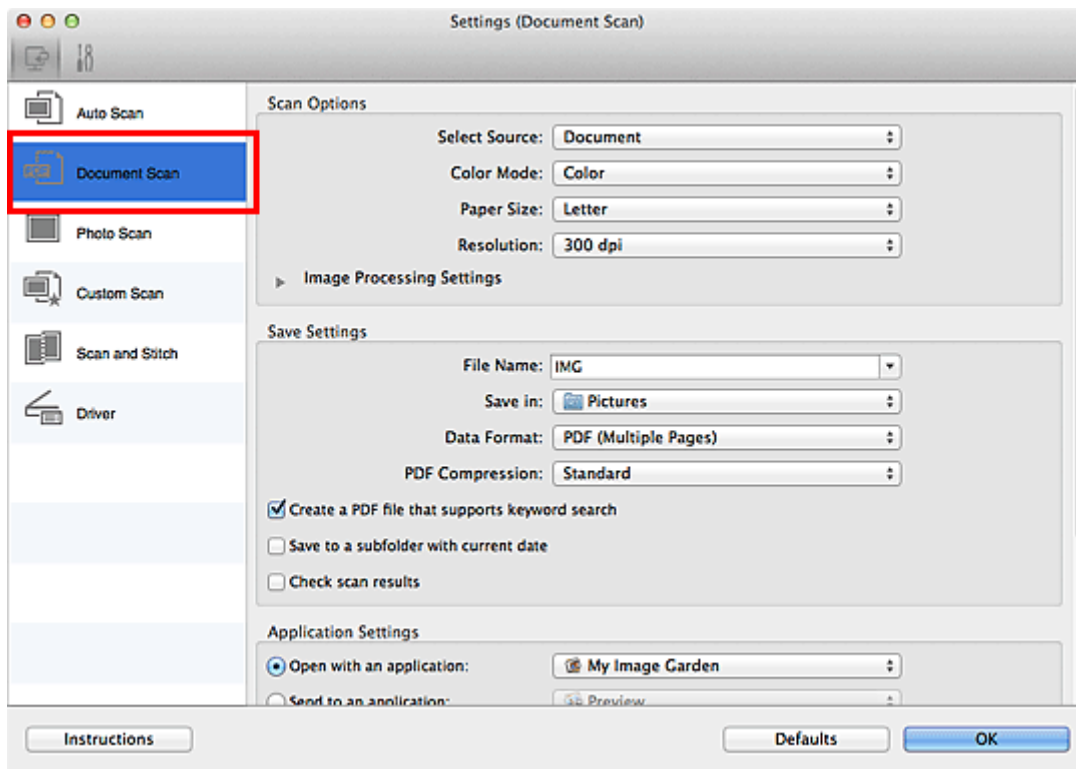 Settings (Document Scan)
Auto Scan
PDF
Document Scan
Photo Scan
Custom Scan
Scan and Stitch
Driver
Scan Options
Select Source: Document
Color Mode: Color
Paper Size: Letter
Resolution: 300 dpi
Image Processing Settings
Save Settings
File Name: IMG
Save in: Pictures
Data Format: PDF (Multiple Pages)
PDF Compression: Standard
Create a PDF file that supports keyword search
Save to a subfolder with current date
Check scan results
Application Settings
Open with an application: My Image Garden
Send to an application: Preview
Instructions
Defaults
OK